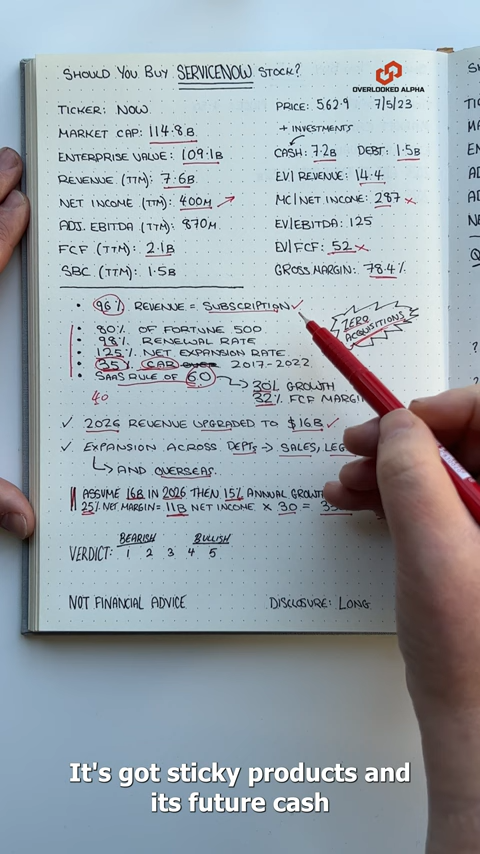 SHOULD YOU BUY SERVICENOW STOCK?
OVERLOOKED ALPHA
TICKER: NOW
PRICE: 562.9 7/5/23
MARKET CAP: 114.8B
+ INVESTMENTS
CASH: 7.2B DEBT: 1.5B
ENTERPRISE VALUE: 109.1B
REVENUE (TTM): 7.6B
EV/REVENUE: 14.4
NET INCOME (TTM): 400M
MC/NET INCOME: 287 x
ADJ. EBITDA (TTM): 870M
EV/EBITDA: 125
FCF (TTM): 2.1B
EV/FCF: 52 x
SBC (TTM): 1.5B
GROSS MARGIN: 78.4%
• 96% REVENUE = SUBSCRIPTION ✓
ZERO
ACQUISITIONS
• 80% OF FORTUNE 500
• 98% RENEWAL RATE
• 125% NET EXPANSION RATE
• 35% CAR OVER 2017-2022
• SAAS RULE OF 60 → 30% GROWTH
40
32% FCF MARGI
✓ 2026 REVENUE UPGRADED TO $16B ✓
✓ EXPANSION ACROSS DEPTS → SALES, LEG
↳ AND OVERSEAS
ASSUME 16B IN 2026 THEN 15% ANNUAL GROWT
25% NET MARGIN = 11B NET INCOME × 30 =
BEARISH BULLISH
VERDICT: 1 2 3 4 5
NOT FINANCIAL ADVICE
DISCLOSURE: LONG
It's got sticky products and
its future cash